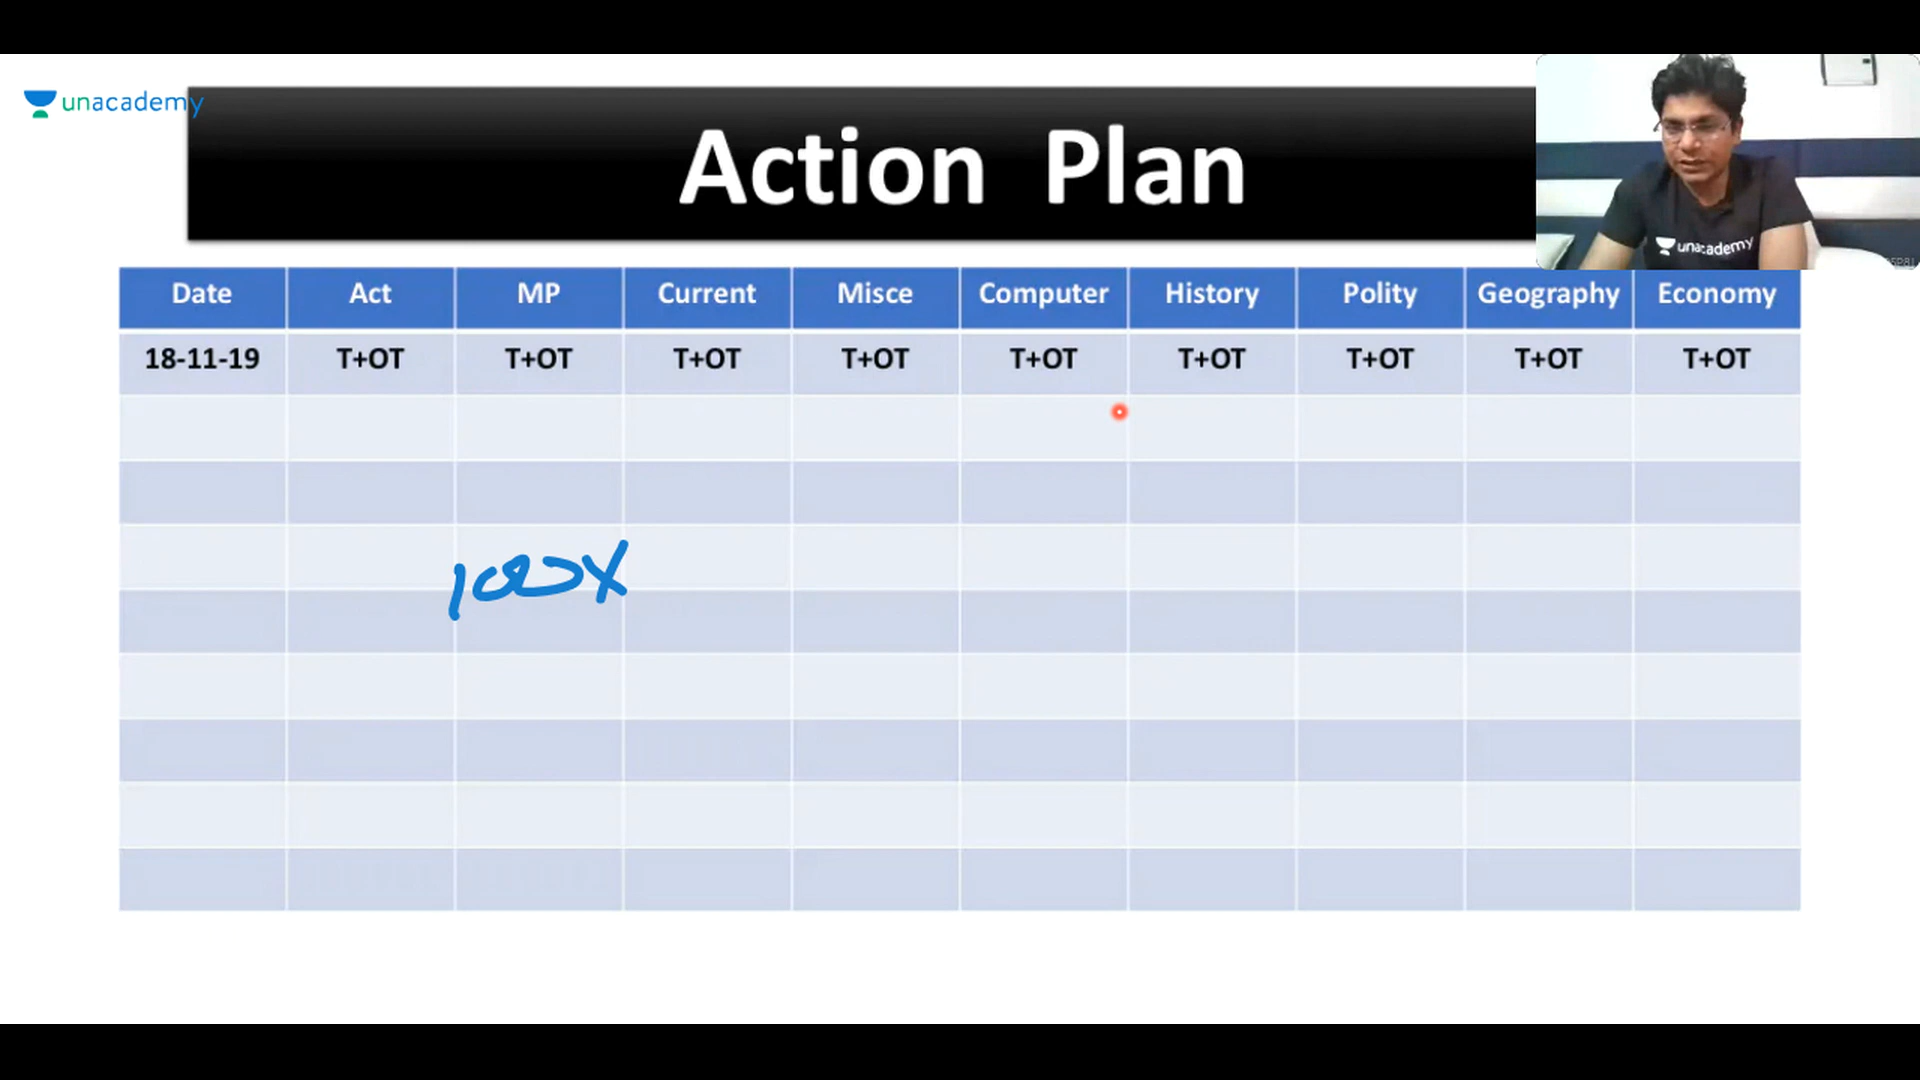 unacademy
Action Plan
unacademy
Date Act MP Current Misce Computer History Polity Geography Economy
18-11-19 T+OT T+OT T+OT T+OT T+OT T+OT T+OT T+OT T+OT